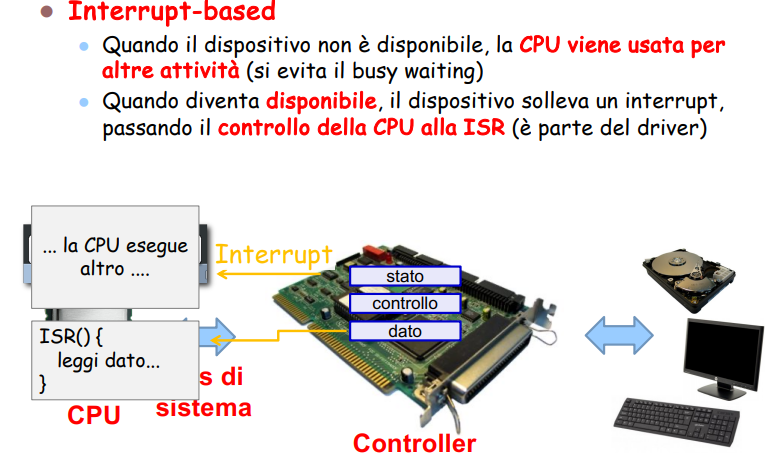 Interrupt-based
Quando il dispositivo non è disponibile, la CPU viene usata per
altre attività (si evita il busy waiting)
Quando diventa disponibile, il dispositivo solleva un interrupt,
passando il controllo della CPU alla ISR (è parte del driver)
... la CPU esegue
altro ....
Interrupt
stato
controllo
dato
ISR() {
leggi dato...
}
s di
sistema
CPU
Controller